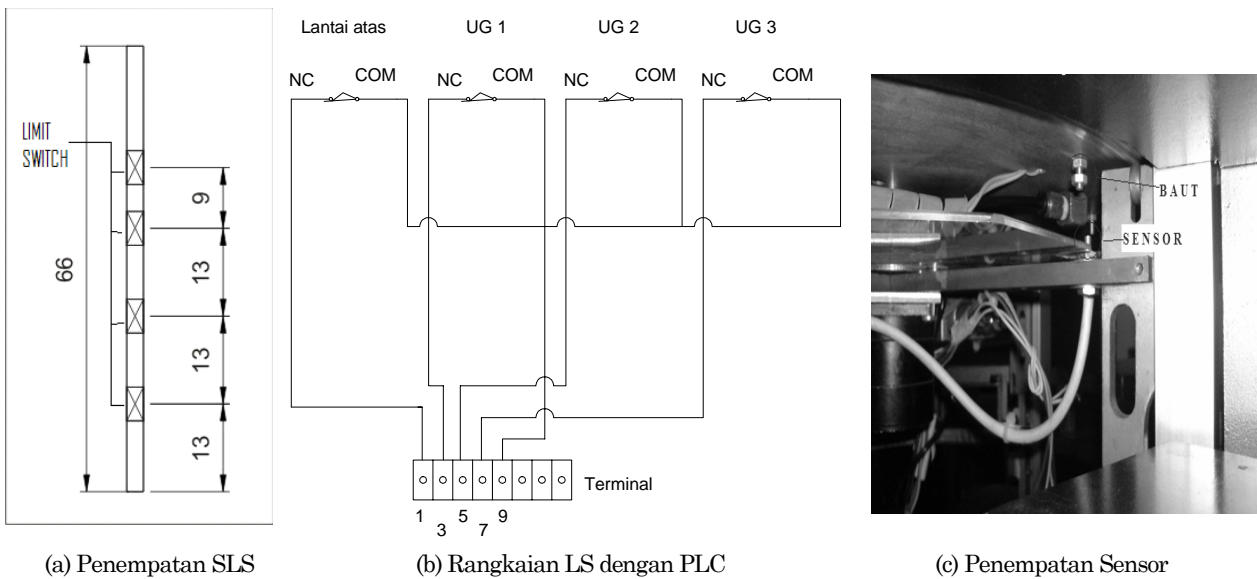 LIMIT
SWITCH
66
9
13
13
13
(a) Penempatan SLS
Lantai atas UG 1 UG 2 UG 3
NC COM NC COM NC COM NC COM
Terminal
1 3 5 7 9
(b) Rangkaian LS dengan PLC
BAUT
SENSOR
(c) Penempatan Sensor